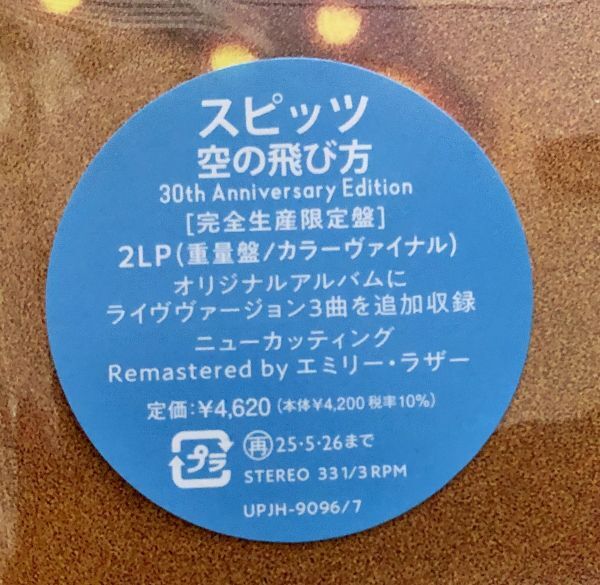 スピッツ
空の飛び方
30th Anniversary Edition
[完全生産限定盤]
2LP(重量盤/カラーヴァイナル)
オリジナルアルバムに
ライヴヴァージョン3曲を追加収録
ニューカッティング
Remastered by エミリー・ラザー
定価:¥4,620 (本体¥4,200 税率10%)
プラ 再 25・5・26まで
STEREO 33 1/3 RPM
UPJH-9096/7